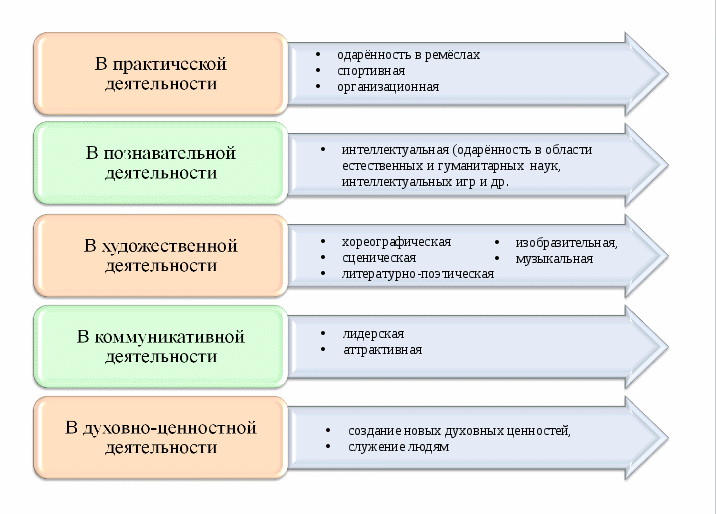 В практической
деятельности
• одарённость в ремёслах
• спортивная
• организационная
В познавательной
деятельности
• интеллектуальная (одарённость в области
естественных и гуманитарных наук,
интеллектуальных игр и др.
В художественной
деятельности
• хореографическая
• сценическая
• литературно-поэтическая
• изобразительная,
• музыкальная
В коммуникативной
деятельности
• лидерская
• аттрактивная
В духовно-ценностной
деятельности
• создание новых духовных ценностей,
• служение людям